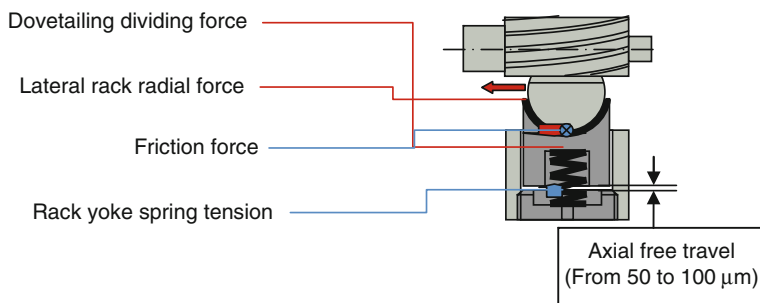 Dovetailing dividing force
Lateral rack radial force
Friction force
Rack yoke spring tension
Axial free travel
(From 50 to 100 μm)